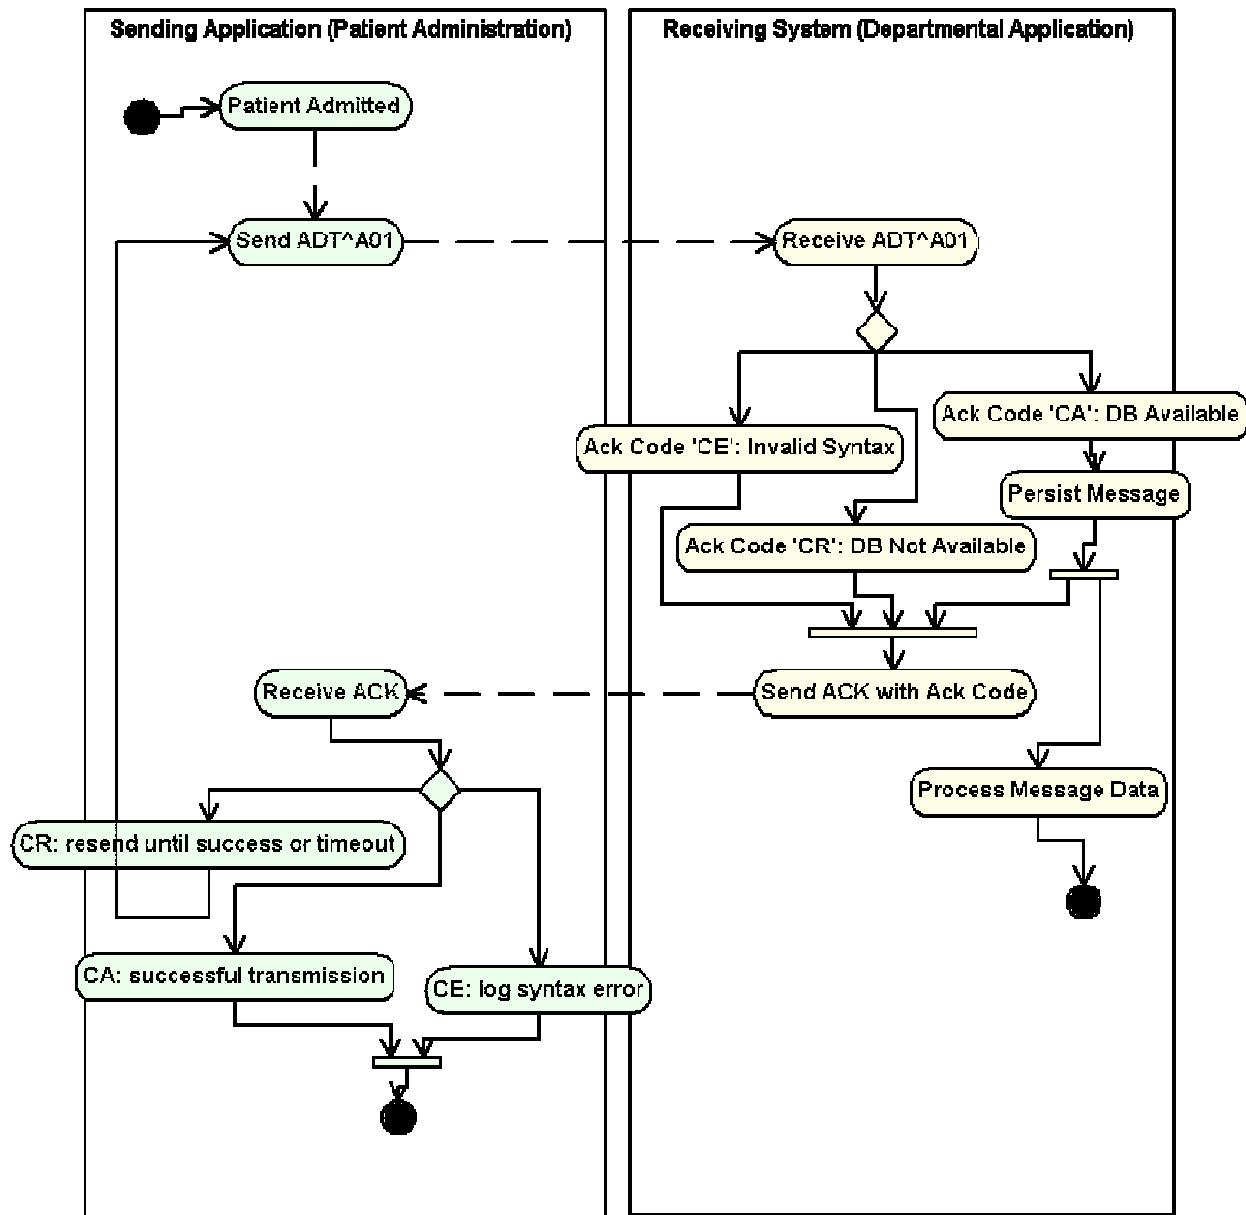 Sending Application (Patient Administration)
Receiving System (Departmental Application)
Patient Admitted
Send ADT^A01
Receive ADT^A01
Ack Code 'CA': DB Available
Ack Code 'CE': Invalid Syntax
Persist Message
Ack Code 'CR': DB Not Available
Receive ACK
Send ACK with Ack Code
Process Message Data
CR: resend until success or timeout
CA: successful transmission
CE: log syntax error